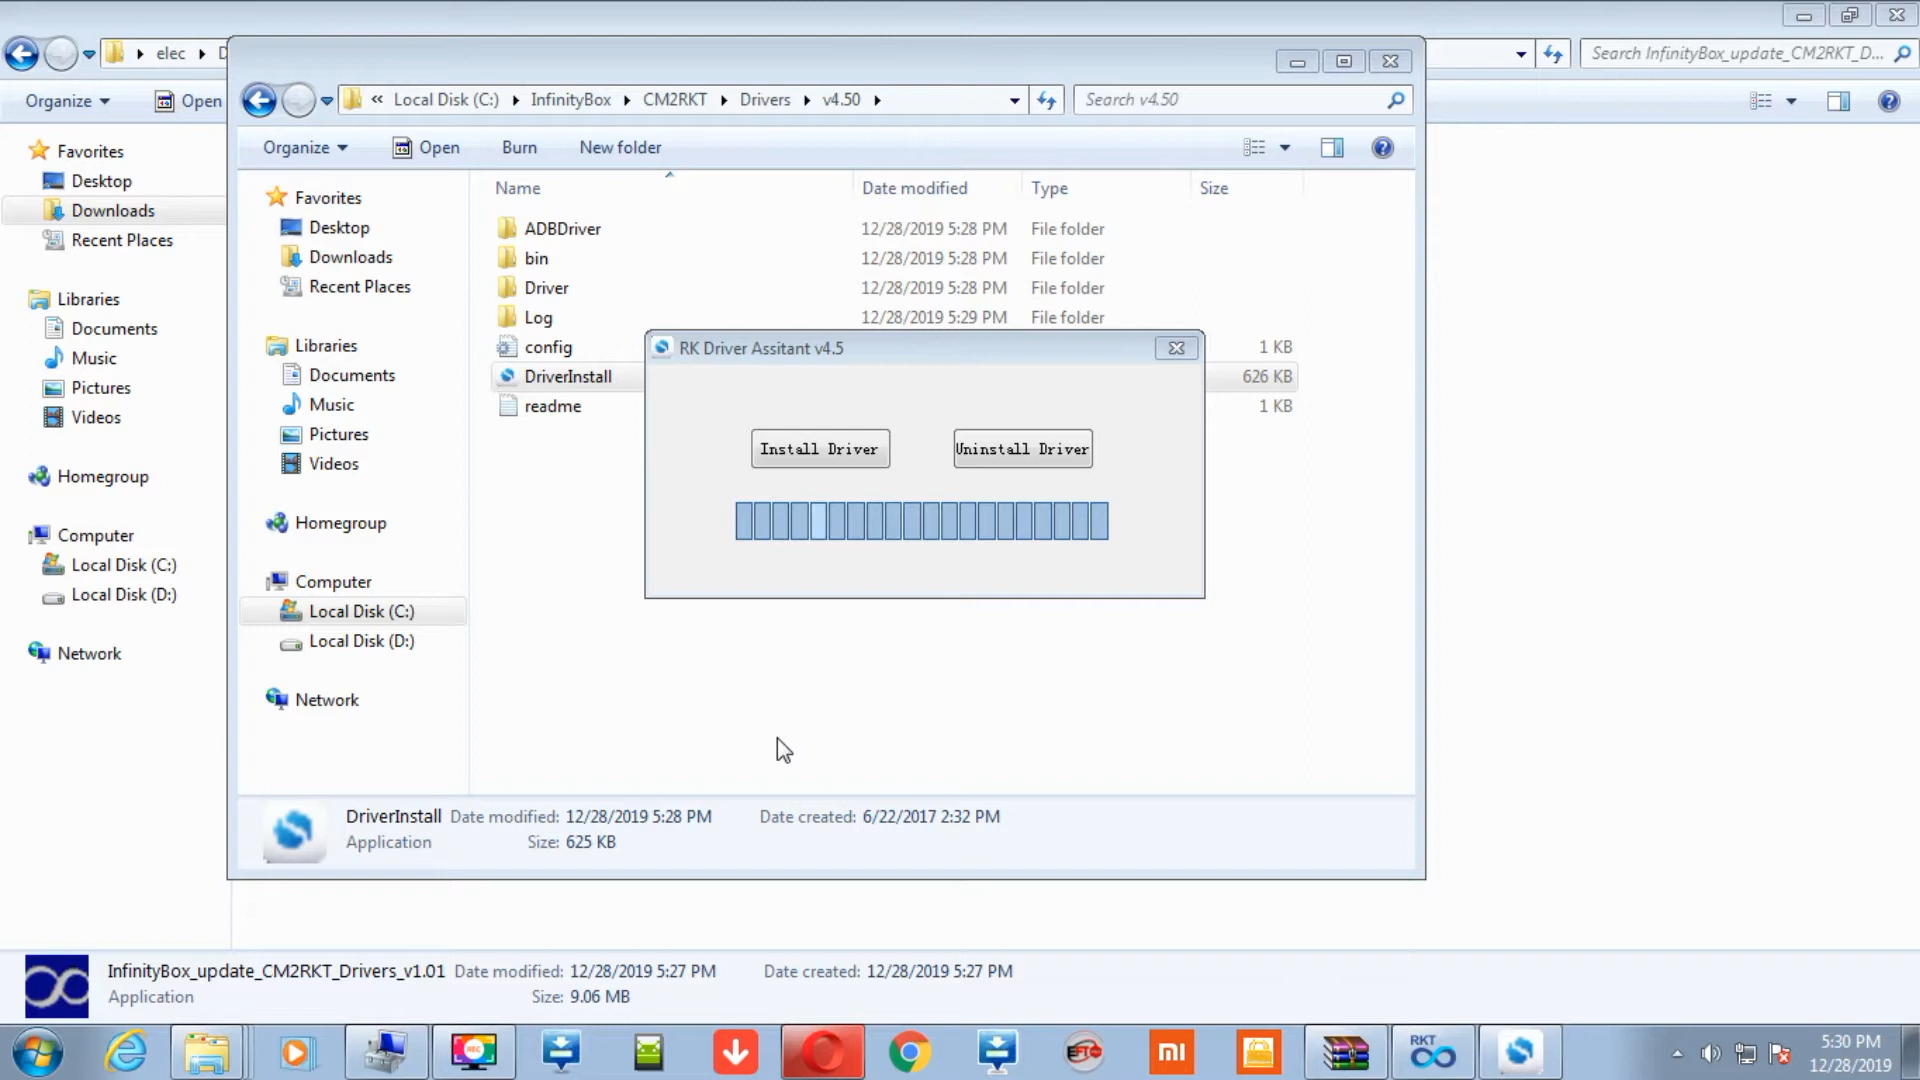 elec
Search InfinityBox_update_CM2RKT_D...
Organize
Open
Favorites
Desktop
Downloads
Recent Places
Libraries
Documents
Music
Pictures
Videos
Homegroup
Computer
Local Disk (C:)
Local Disk (D:)
Network
« Local Disk (C:) InfinityBox CM2RKT Drivers v4.50
Search v4.50
Organize Open Burn New folder
Favorites
Desktop
Downloads
Recent Places
Libraries
Documents
Music
Pictures
Videos
Homegroup
Computer
Local Disk (C:)
Local Disk (D:)
Network
Name Date modified Type Size
ADBDriver 12/28/2019 5:28 PM File folder
bin 12/28/2019 5:28 PM File folder
Driver 12/28/2019 5:28 PM File folder
Log 12/28/2019 5:29 PM File folder
config 1 KB
DriverInstall 626 KB
readme 1 KB
RK Driver Assitant v4.5
Install Driver Uninstall Driver
DriverInstall Date modified: 12/28/2019 5:28 PM Date created: 6/22/2017 2:32 PM
Application Size: 625 KB
InfinityBox_update_CM2RKT_Drivers_v1.01 Date modified: 12/28/2019 5:27 PM Date created: 12/28/2019 5:27 PM
Application Size: 9.06 MB
REC
EFT
mi
RKT
5:30 PM
12/28/2019